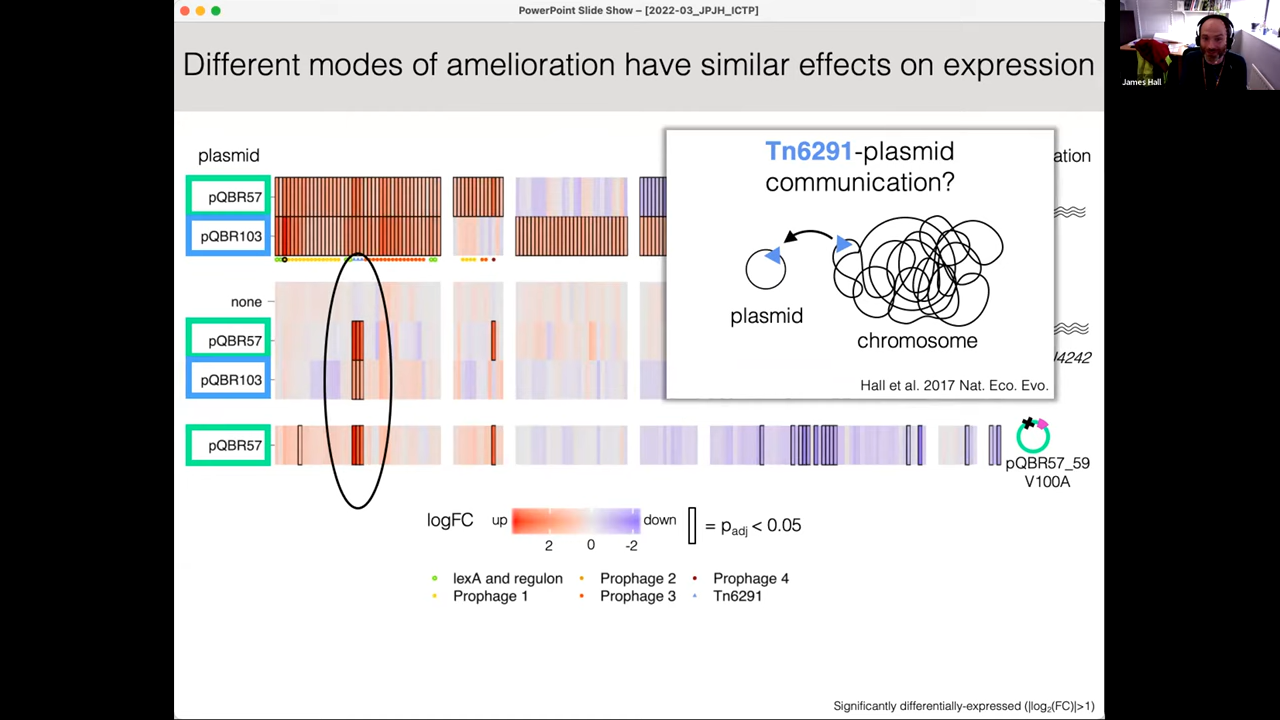 PowerPoint Slide Show – [2022-03_JPJH_ICTP]
James Hall
Different modes of amelioration have similar effects on expression
plasmid
ation
Tn6291-plasmid
communication?
pQBR57
pQBR103
plasmid
chromosome
Hall et al. 2017 Nat. Eco. Evo.
none
pQBR57
pQBR103
4242
pQBR57
pQBR57_59
V100A
logFC up down = padj < 0.05
2 0 -2
lexA and regulon Prophage 2 Prophage 4
Prophage 1 Prophage 3 Tn6291
Significantly differentially-expressed (|log2(FC)|>1)